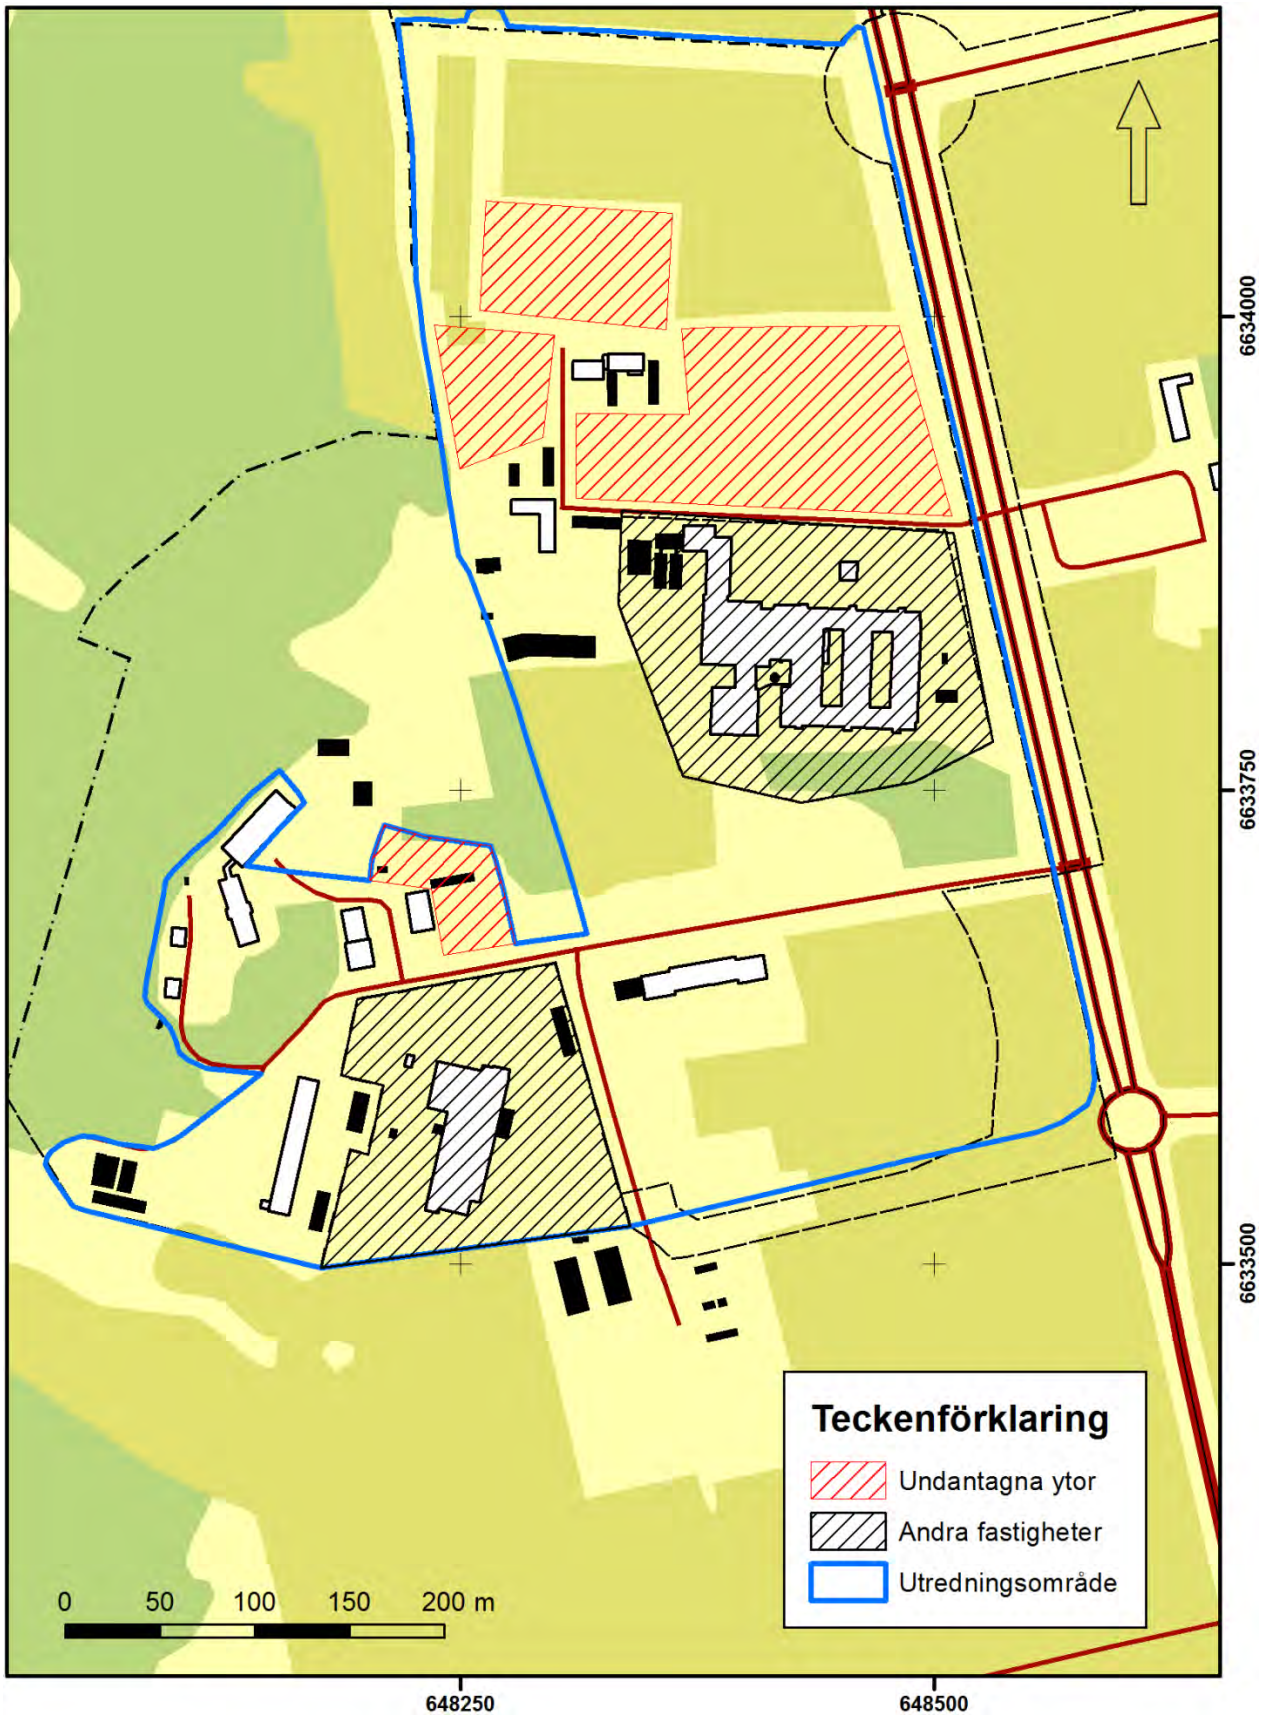 6634000
6633750
6633500
Teckenförklaring
Undantagna ytor
Andra fastigheter
Utredningsområde
0 50 100 150 200 m
648250 648500